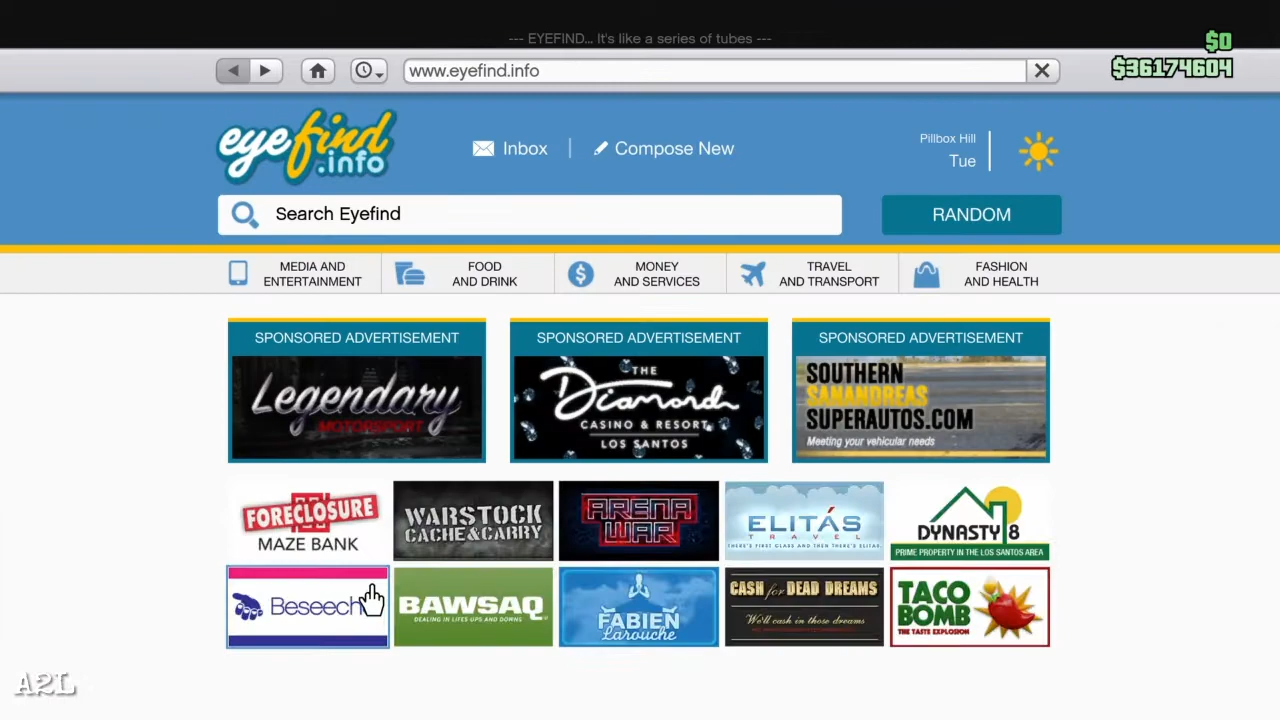 --- EYEFIND... It's like a series of tubes ---
$0
www.eyefind.info
$36174604
eyefind
.info
Inbox
Compose New
Pillbox Hill
Tue
Search Eyefind
RANDOM
MEDIA AND
ENTERTAINMENT
FOOD
AND DRINK
MONEY
AND SERVICES
TRAVEL
AND TRANSPORT
FASHION
AND HEALTH
SPONSORED ADVERTISEMENT
Legendary
MOTORSPORT
SPONSORED ADVERTISEMENT
THE
Diamond
CASINO & RESORT
LOS SANTOS
SPONSORED ADVERTISEMENT
SOUTHERN
SANANDREAS
SUPERAUTOS.COM
Meeting your vehicular needs
FORECLOSURE
MAZE BANK
WARSTOCK
CACHE & CARRY
ARENA
WAR
ELITÁS
TRAVEL
THERE'S FIRST CLASS AND THEN THERE'S ELITAS
DYNASTY 8
PRIME PROPERTY IN THE LOS SANTOS AREA
Beseech
BAWSAQ
DEALING IN LIFES UPS AND DOWNS
FABIEN
Larouche
CASH for DEAD DREAMS
We'll cash in those dreams
TACO
BOMB
THE TASTE EXPLOSION
A2L